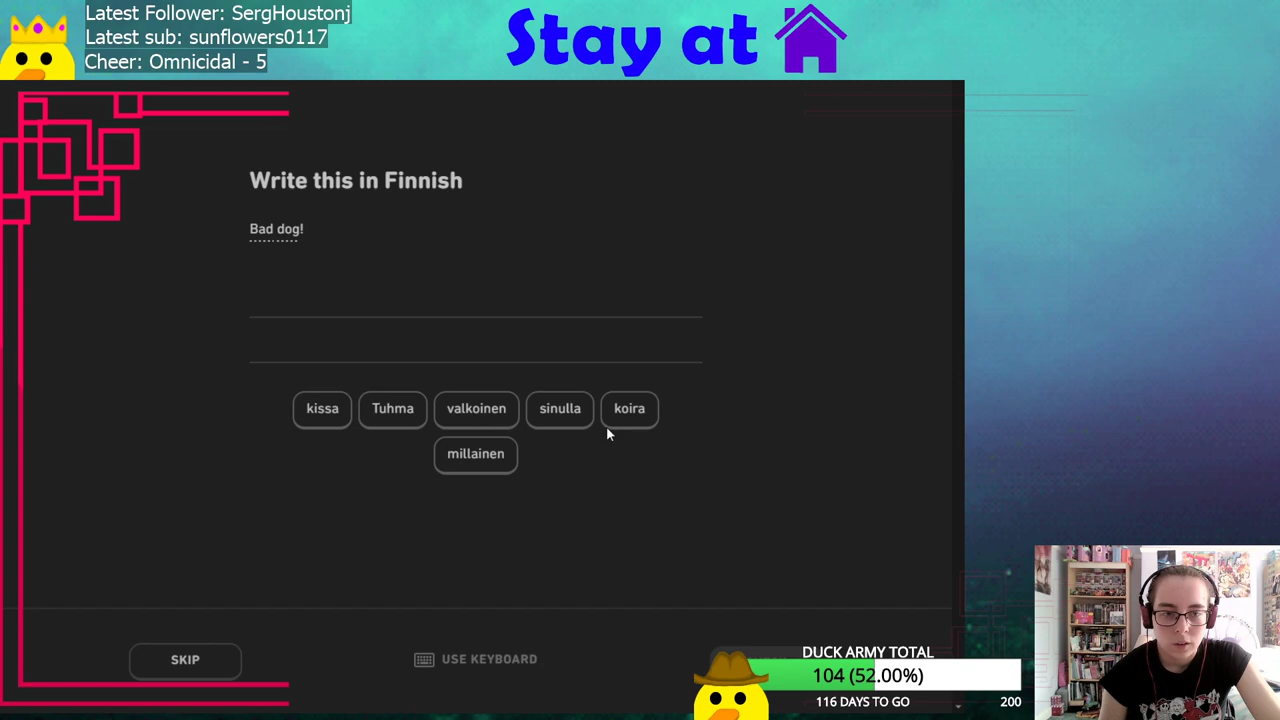 Latest Follower: SergHoustonj
Latest sub: sunflowers0117
Cheer: Omnicidal - 5
Stay at
Write this in Finnish
Bad dog!
kissa
Tuhma
valkoinen
sinulla
koira
millainen
SKIP
USE KEYBOARD
DUCK ARMY TOTAL
104 (52.00%)
116 DAYS TO GO
200